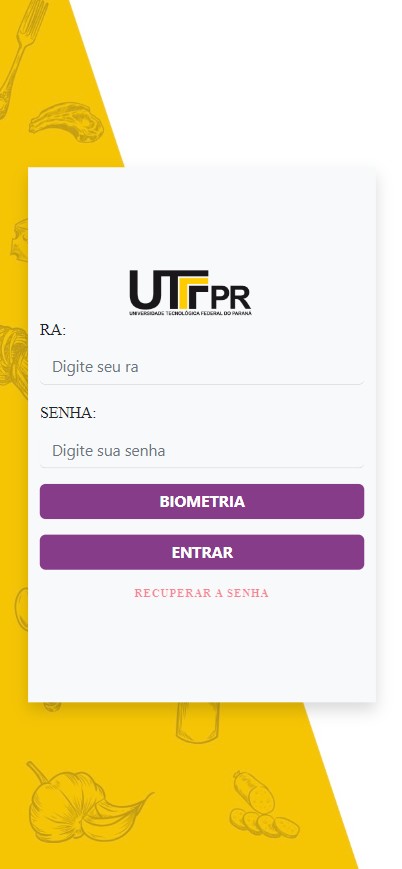 UTFPR
UNIVERSIDADE TECNOLÓGICA FEDERAL DO PARANÁ
RA:
Digite seu ra
SENHA:
Digite sua senha
BIOMETRIA
ENTRAR
RECUPERAR A SENHA